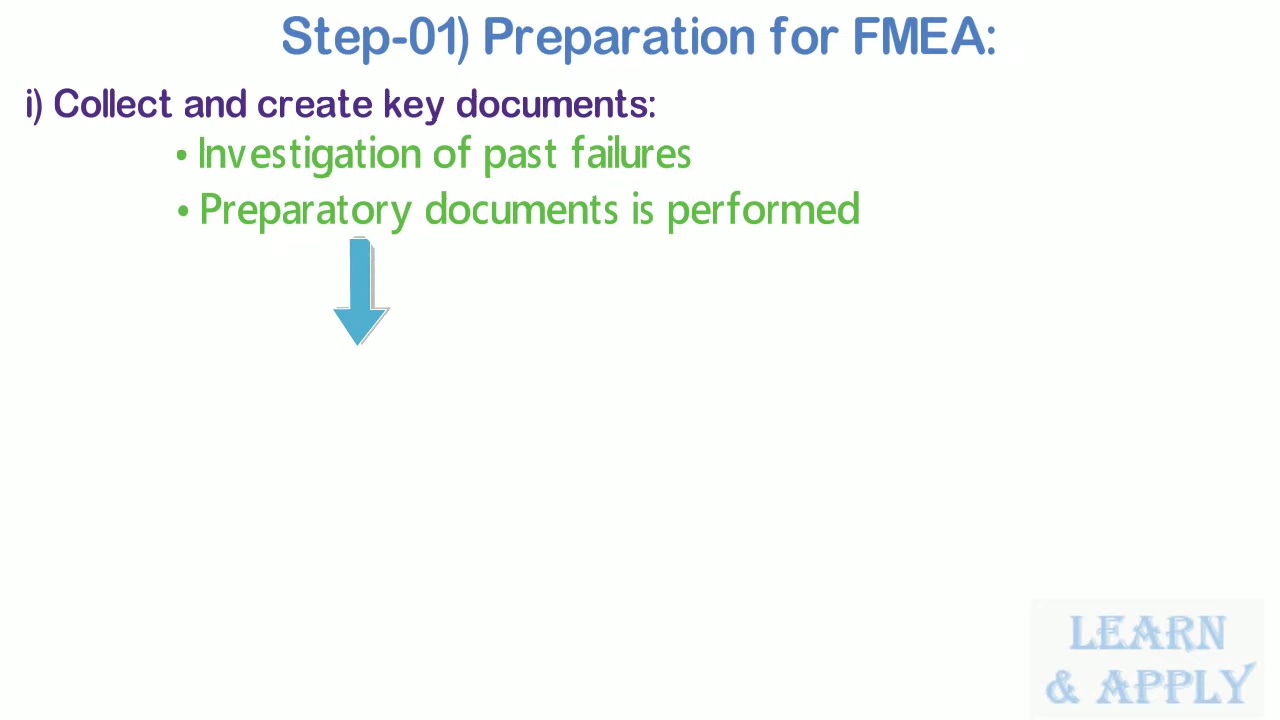 Step-01) Preparation for FMEA:
i) Collect and create key documents:
• Investigation of past failures
• Preparatory documents is performed
LEARN
& APPLY